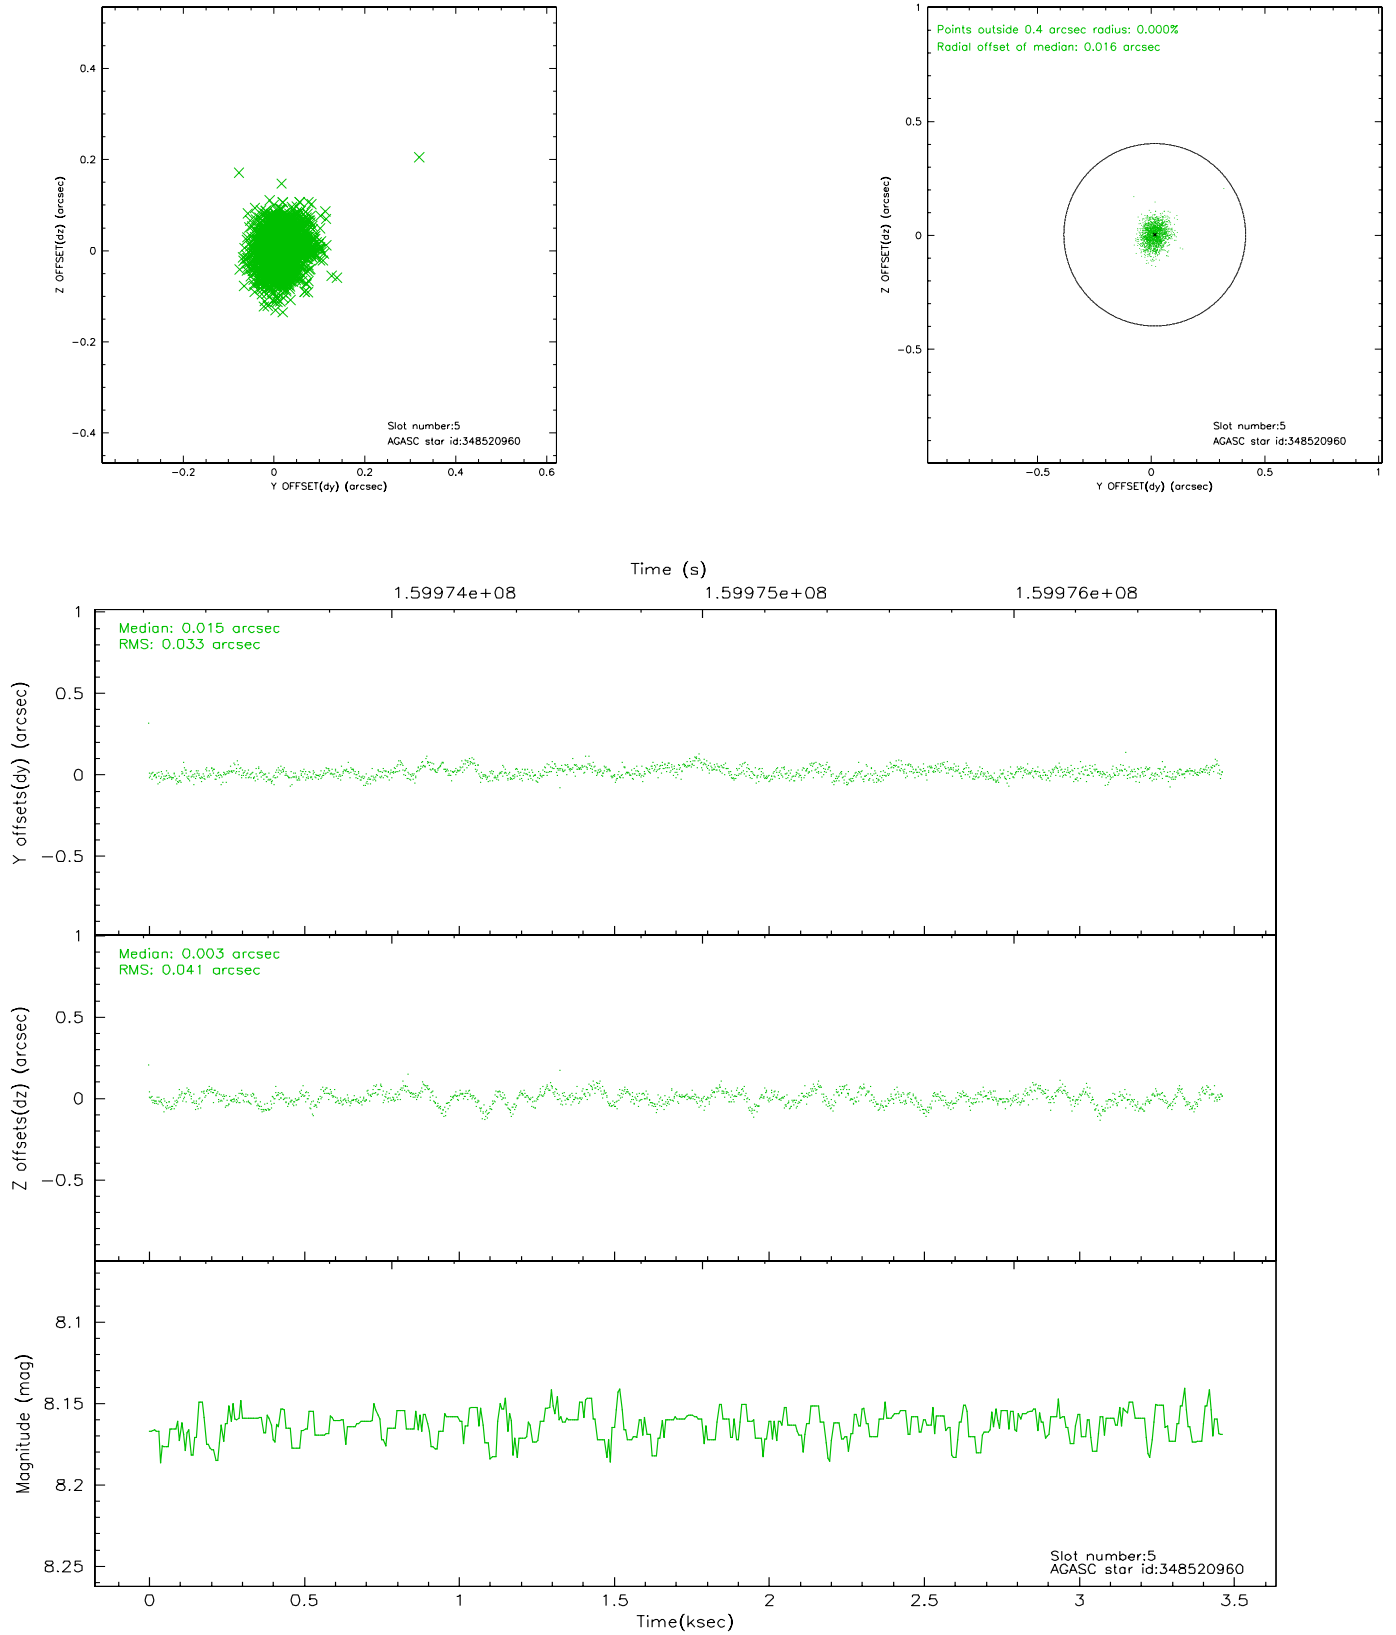 0.4
0.2
0
−0.2
−0.4
Z OFFSET(dz) (arcsec)
Slot number:5
AGASC star id:348520960
−0.2
0
0.2
0.4
0.6
Y OFFSET(dy) (arcsec)
Points outside 0.4 arcsec radius: 0.000%
Radial offset of median: 0.016 arcsec
1
0.5
0
−0.5
Z OFFSET(dz) (arcsec)
Slot number:5
AGASC star id:348520960
−0.5
0
0.5
1
Y OFFSET(dy) (arcsec)
Time (s)
1.59974e+08
1.59975e+08
1.59976e+08
Median: 0.015 arcsec
RMS: 0.033 arcsec
1
0.5
0
−0.5
Y offsets(dy) (arcsec)
Median: 0.003 arcsec
RMS: 0.041 arcsec
1
0.5
0
−0.5
Z offsets(dz) (arcsec)
8.1
8.15
8.2
8.25
Magnitude (mag)
Slot number:5
AGASC star id:348520960
0
0.5
1
1.5
2
2.5
3
3.5
Time(ksec)